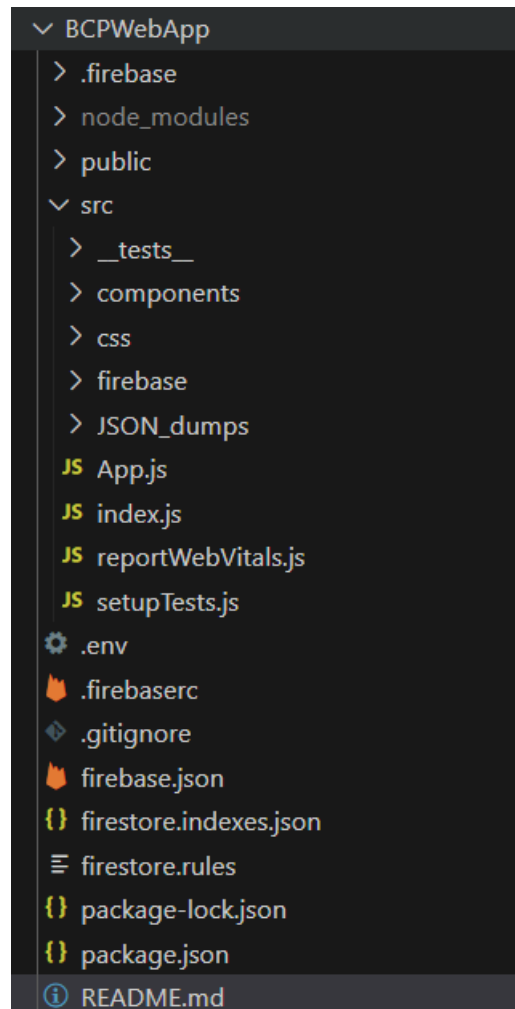 BCPWebApp
.firebase
node_modules
public
src
__tests__
components
css
firebase
JSON_dumps
JS App.js
JS index.js
JS reportWebVitals.js
JS setupTests.js
.env
.firebaserc
.gitignore
firebase.json
{} firestore.indexes.json
firestore.rules
{} package-lock.json
{} package.json
README.md